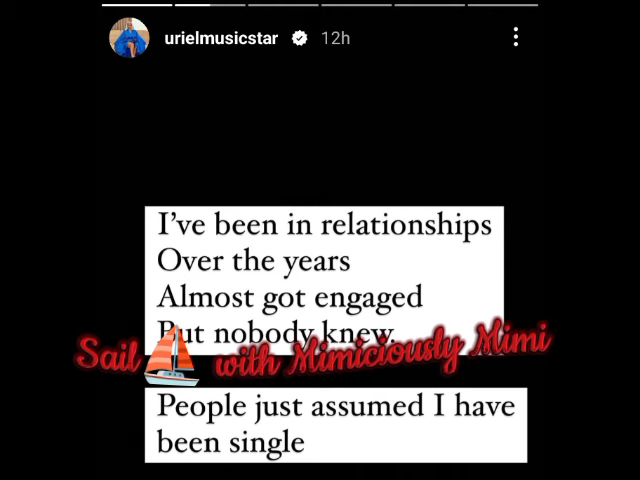 urielmusicstar 12h
I've been in relationships
Over the years
Almost got engaged
But nobody knew.
Sail with Mimiciously Mimi
People just assumed I have
been single